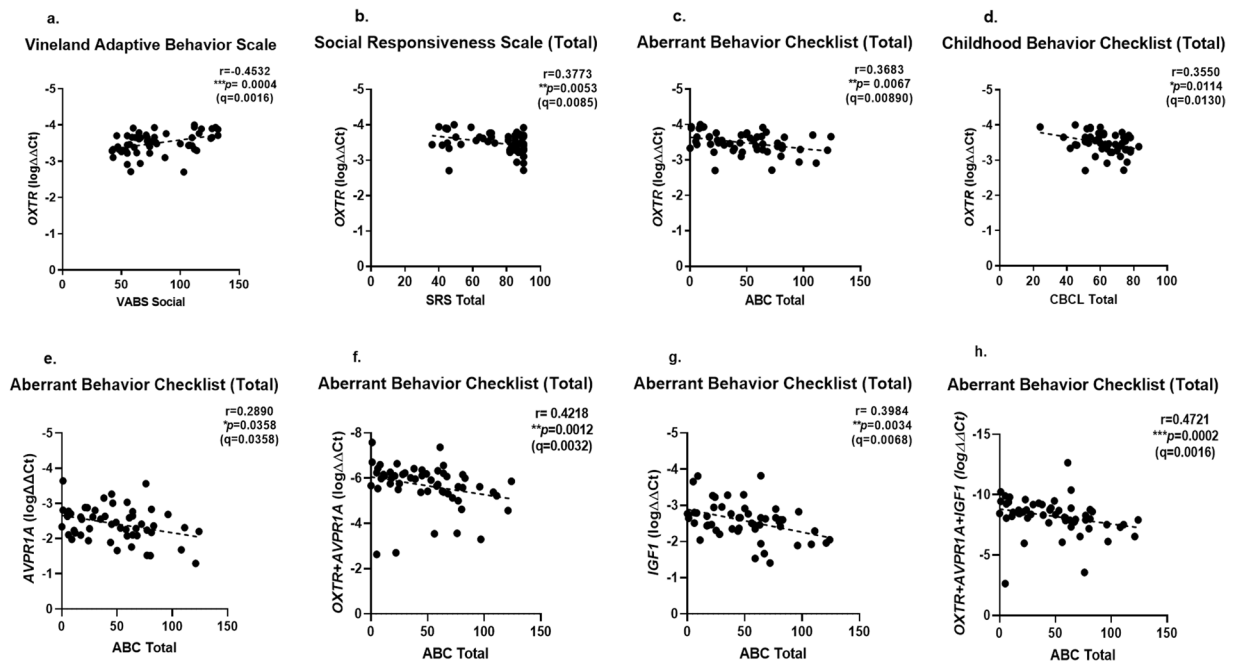 a.
Vineland Adaptive Behavior Scale
r=-0.4532
***p= 0.0004
(q=0.0016)
OXTR (log∆∆Ct)
-5
-4
-3
-2
-1
0
0 50 100 150
VABS Social
b.
Social Responsiveness Scale (Total)
r=0.3773
**p=0.0053
(q=0.0085)
OXTR (log∆∆Ct)
-5
-4
-3
-2
-1
0
0 20 40 60 80 100
SRS Total
c.
Aberrant Behavior Checklist (Total)
r=0.3683
**p= 0.0067
(q=0.00890)
OXTR (log∆∆Ct)
-5
-4
-3
-2
-1
0
0 50 100 150
ABC Total
d.
Childhood Behavior Checklist (Total)
r=0.3550
*p=0.0114
(q=0.0130)
OXTR (log∆∆Ct)
-5
-4
-3
-2
-1
0
0 20 40 60 80 100
CBCL Total
e.
Aberrant Behavior Checklist (Total)
r=0.2890
*p=0.0358
(q=0.0358)
AVPR1A (log∆∆Ct)
-5
-4
-3
-2
-1
0
0 50 100 150
ABC Total
f.
Aberrant Behavior Checklist (Total)
r= 0.4218
**p=0.0012
(q=0.0032)
OXTR+AVPR1A (log∆∆Ct)
-8
-6
-4
-2
0
0 50 100 150
ABC Total
g.
Aberrant Behavior Checklist (Total)
r= 0.3984
**p=0.0034
(q=0.0068)
IGF1 (log∆∆Ct)
-5
-4
-3
-2
-1
0
0 50 100 150
ABC Total
h.
Aberrant Behavior Checklist (Total)
r=0.4721
***p=0.0002
(q=0.0016)
OXTR+AVPR1A+IGF1 (log∆∆Ct)
-15
-10
-5
0
0 50 100 150
ABC Total